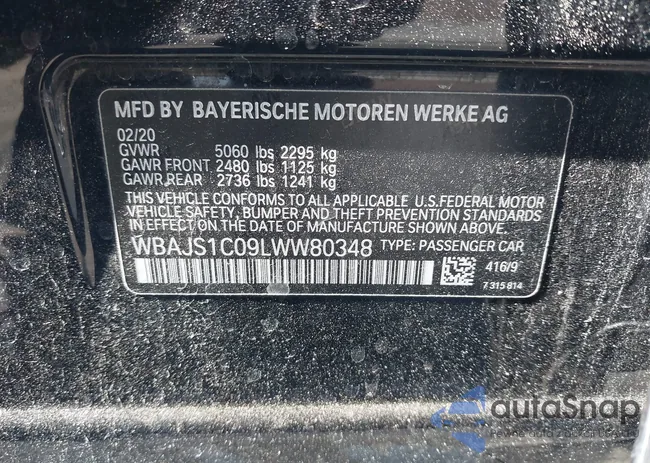 MFD BY BAYERISCHE MOTOREN WERKE AG
02/20
GVWR 5060 lbs 2295 kg
GAWR FRONT 2480 lbs 1125 kg
GAWR REAR 2736 lbs 1241 kg
THIS VEHICLE CONFORMS TO ALL APPLICABLE U.S.FEDERAL MOTOR
VEHICLE SAFETY, BUMPER AND THEFT PREVENTION STANDARDS
IN EFFECT ON THE DATE OF MANUFACTURE SHOWN ABOVE.
WBAJS1C09LWW80348 TYPE: PASSENGER CAR
416/9
7 315 814
autoSnap